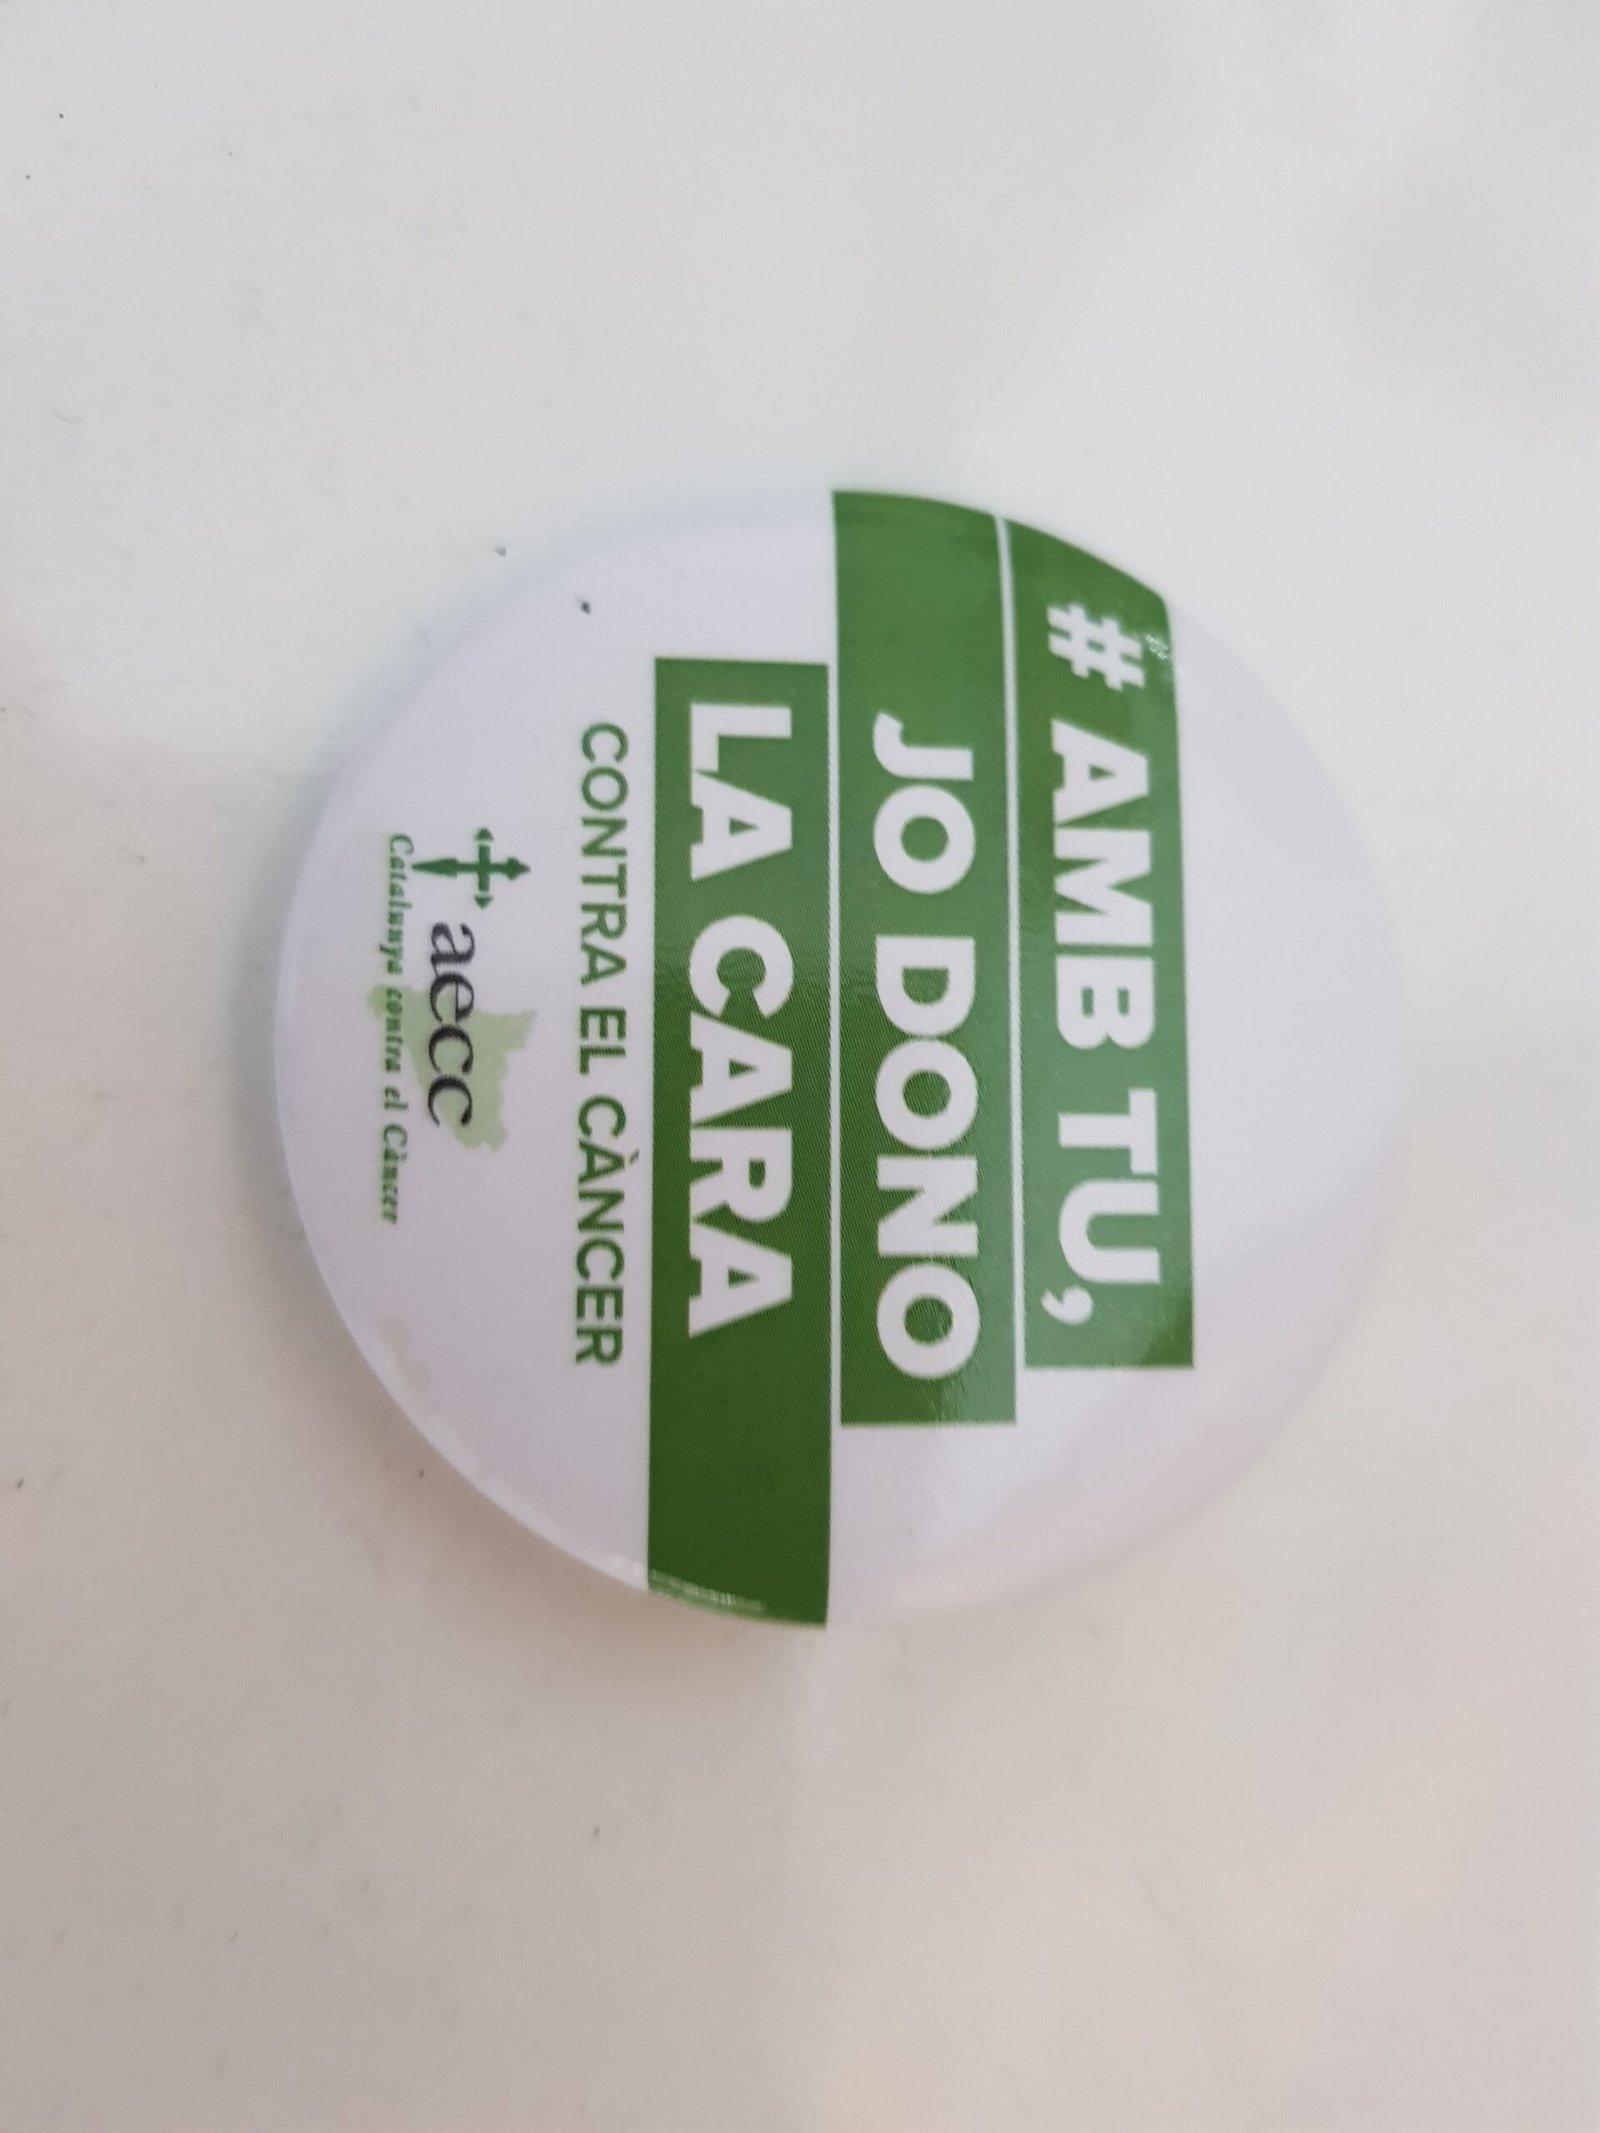 # AMB TU,
JO DONO
LA CARA
CONTRA EL CÀNCER
aecc
Catalunya contra el Càncer